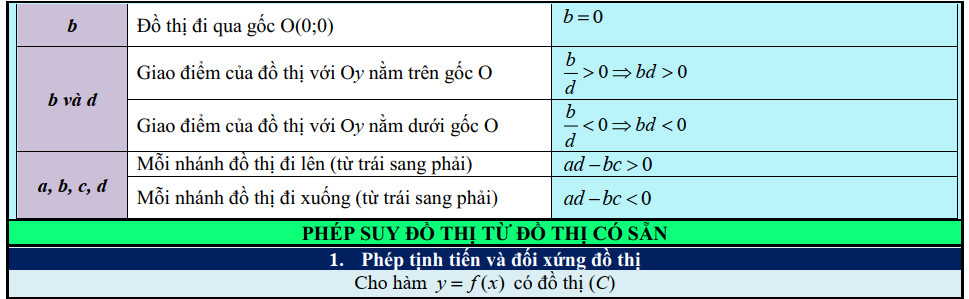 b Đồ thị đi qua gốc O(0;0) b = 0
b và d
Giao điểm của đồ thị với Oy nằm trên gốc O b/d > 0 ⇒ bd > 0
Giao điểm của đồ thị với Oy nằm dưới gốc O b/d < 0 ⇒ bd < 0
a, b, c, d
Mỗi nhánh đồ thị đi lên (từ trái sang phải) ad − bc > 0
Mỗi nhánh đồ thị đi xuống (từ trái sang phải) ad − bc < 0
PHÉP SUY ĐỒ THỊ TỪ ĐỒ THỊ CÓ SẴN
1. Phép tịnh tiến và đối xứng đồ thị
Cho hàm y = f(x) có đồ thị (C)